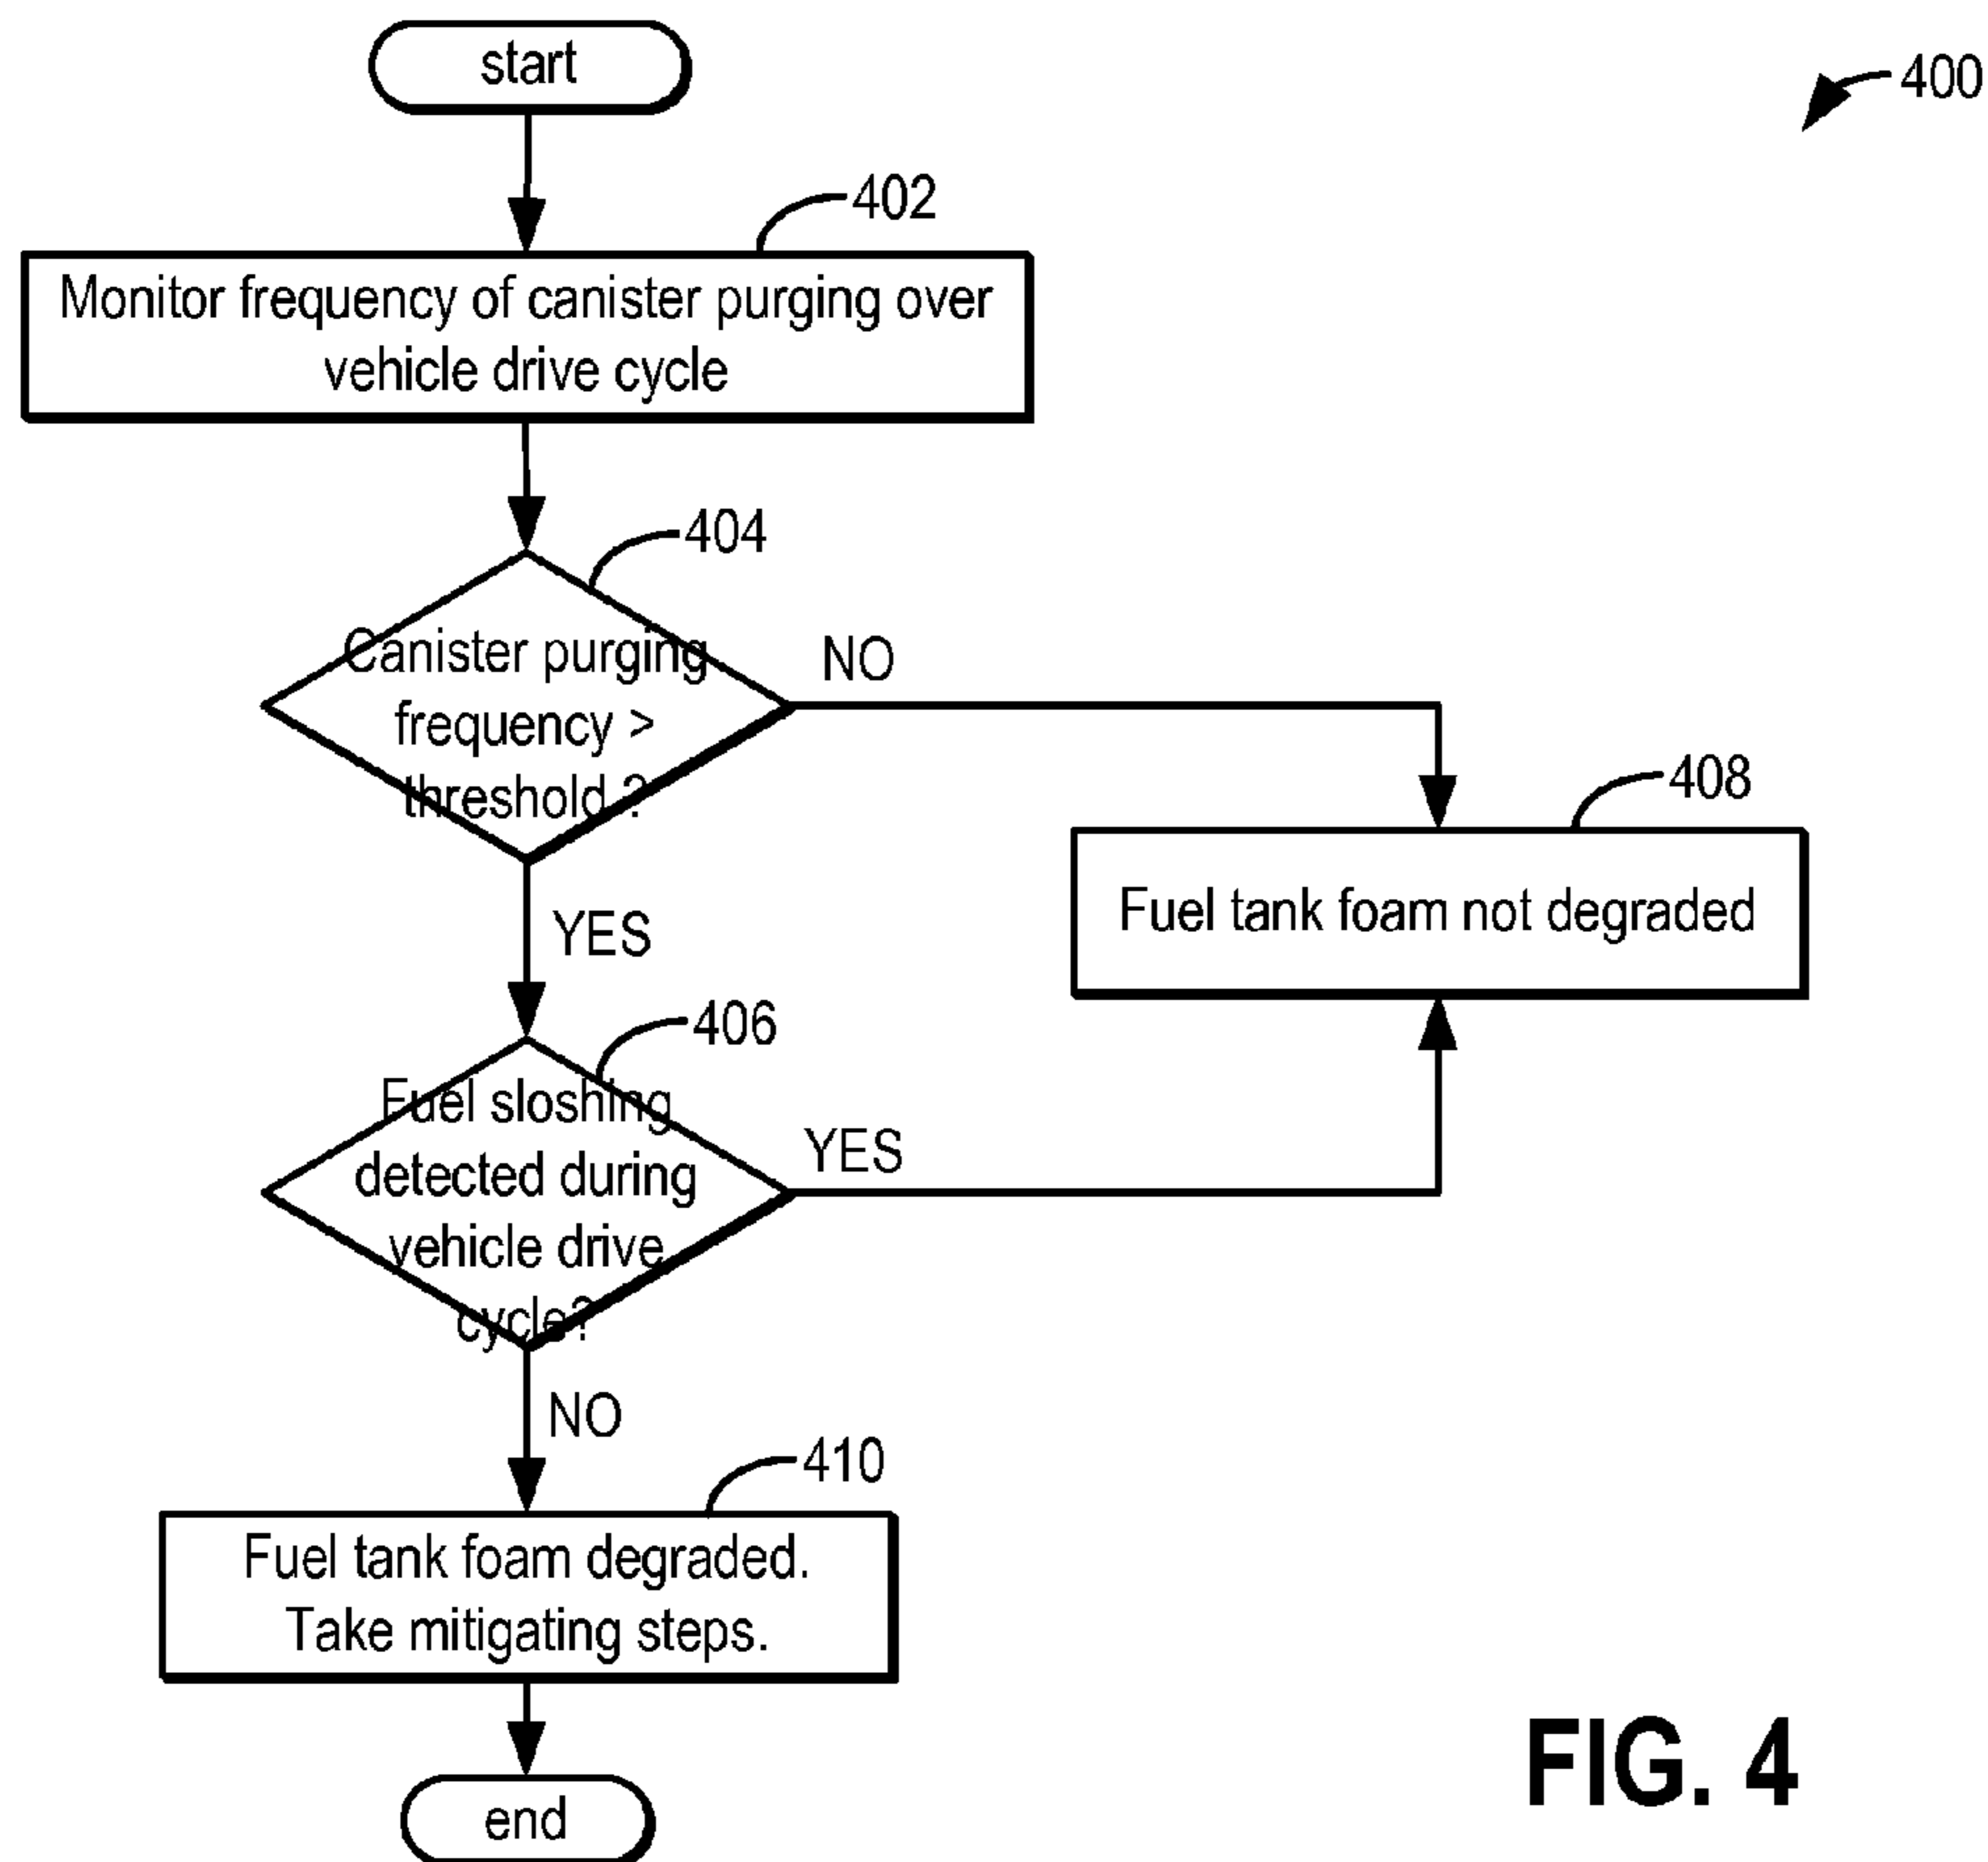 start
400
402
Monitor frequency of canister purging over
vehicle drive cycle
404
Canister purging
frequency >
threshold ?
NO
408
Fuel tank foam not degraded
YES
406
Fuel sloshing
detected during
vehicle drive
cycle?
YES
NO
410
Fuel tank foam degraded.
Take mitigating steps.
end
FIG. 4